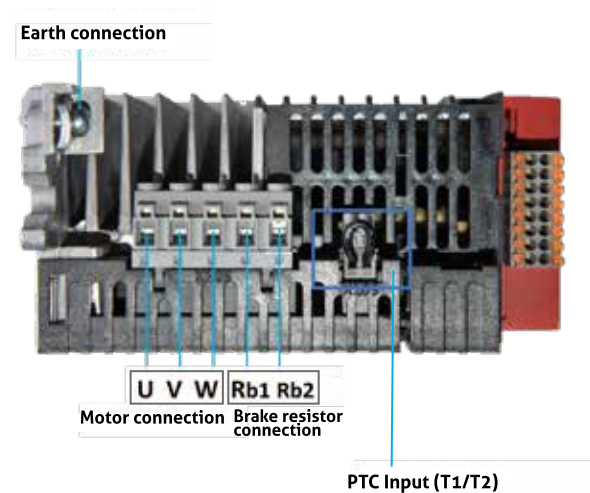 Earth connection
U V W Rb1 Rb2
Motor connection
Brake resistor
connection
PTC Input (T1/T2)